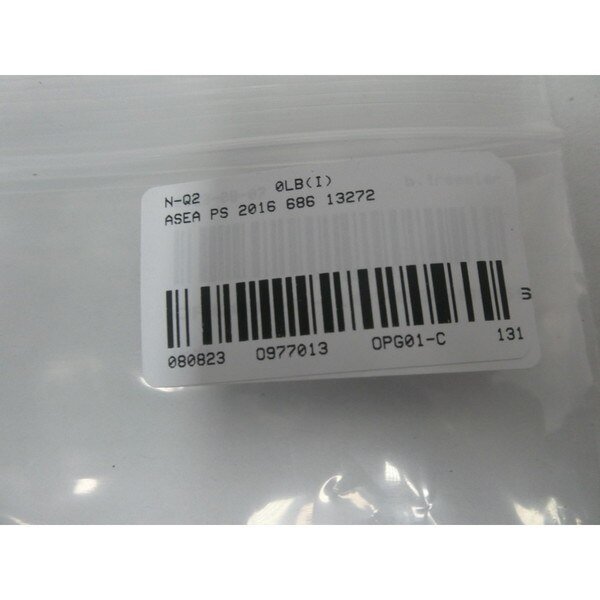 N-Q2 0LB(I)
ASEA PS 2016 686 13272
080823 0977013 OPG01-C 131